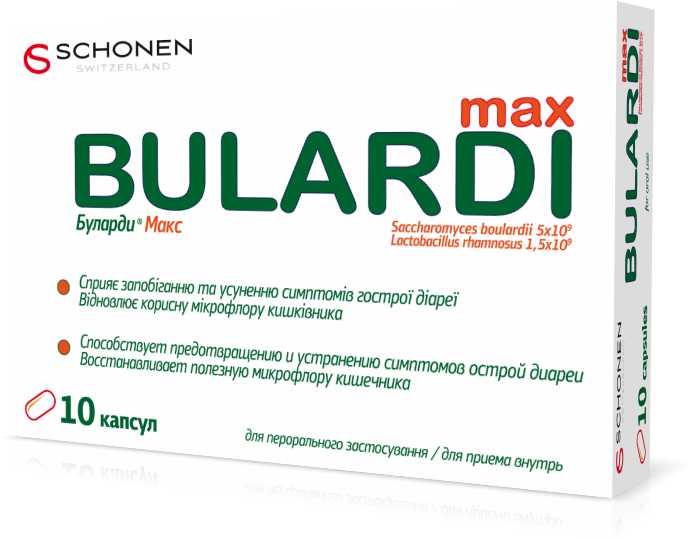 SCHONEN
SWITZERLAND
max
BULARDI
Буларди® Макс
Saccharomyces boulardii 5x10⁹
Lactobacillus rhamnosus 1,5x10⁹
Сприяє запобіганню та усуненню симптомів гострої діареї
Відновлює корисну мікрофлору кишківника
Способствует предотвращению и устранению симптомов острой диареи
Восстанавливает полезную микрофлору кишечника
10 капсул
для перорального застосування / для приема внутрь
BULARDI max
for oral use
10 capsules
SCHONEN
SWITZERLAND